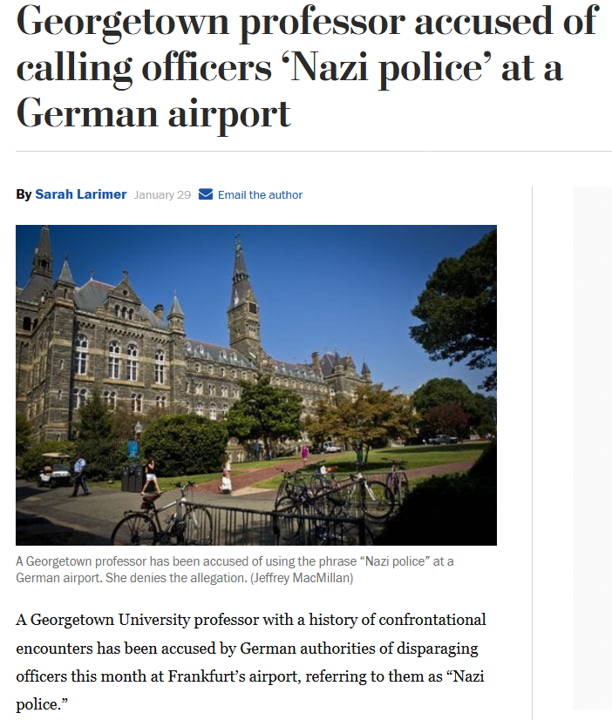 Georgetown professor accused of
calling officers ‘Nazi police’ at a
German airport
By Sarah Larimer January 29 Email the author
A Georgetown professor has been accused of using the phrase “Nazi police” at a
German airport. She denies the allegation. (Jeffrey MacMillan)
A Georgetown University professor with a history of confrontational
encounters has been accused by German authorities of disparaging
officers this month at Frankfurt’s airport, referring to them as “Nazi
police.”